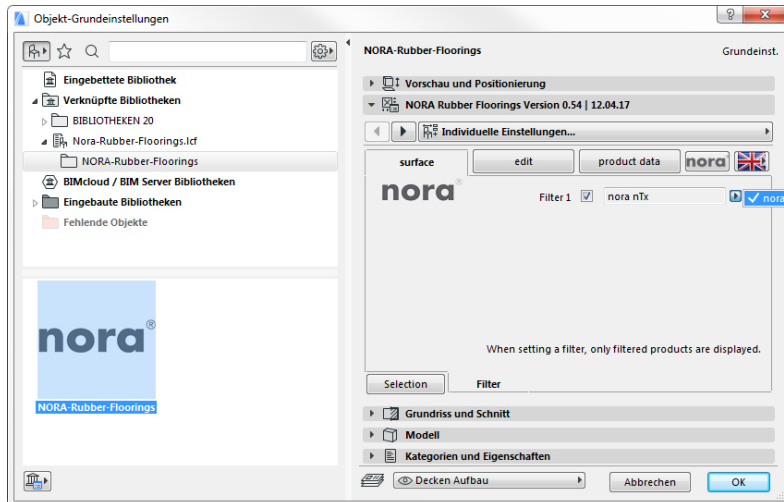 Objekt-Grundeinstellungen
Eingebettete Bibliothek
Verknüpfte Bibliotheken
BIBLIOTHEKEN 20
Nora-Rubber-Floorings.lcf
NORA-Rubber-Floorings
BIMcloud / BIM Server Bibliotheken
Eingebaute Bibliotheken
Fehlende Objekte
nora®
NORA-Rubber-Floorings
NORA-Rubber-Floorings Grundeinst.
Vorschau und Positionierung
NORA Rubber Floorings Version 0.54 | 12.04.17
Individuelle Einstellungen...
surface edit product data nora
nora®
Filter 1 nora nTx nora
When setting a filter, only filtered products are displayed.
Selection Filter
Grundriss und Schnitt
Modell
Kategorien und Eigenschaften
Decken Aufbau Abbrechen OK